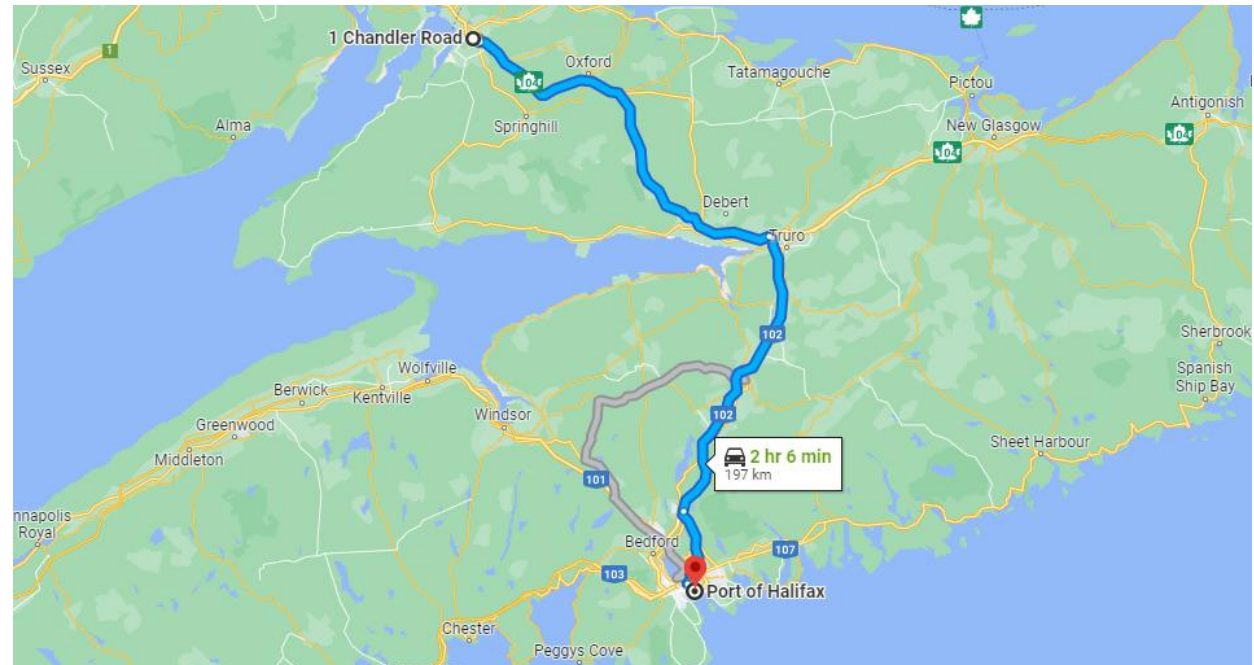 1 Chandler Road
1
Sussex
Oxford
Tatamagouche
104
Pictou
Antigonish
Alma
Springhill
New Glasgow
104
104
Debert
Truro
102
Sherbrook
Wolfville
Spanish
Ship Bay
Berwick
Kentville
Windsor
102
Greenwood
Sheet Harbour
2 hr 6 min
197 km
Middleton
101
nnapolis
Royal
Bedford
107
103
Port of Halifax
Chester
Peggys Cove